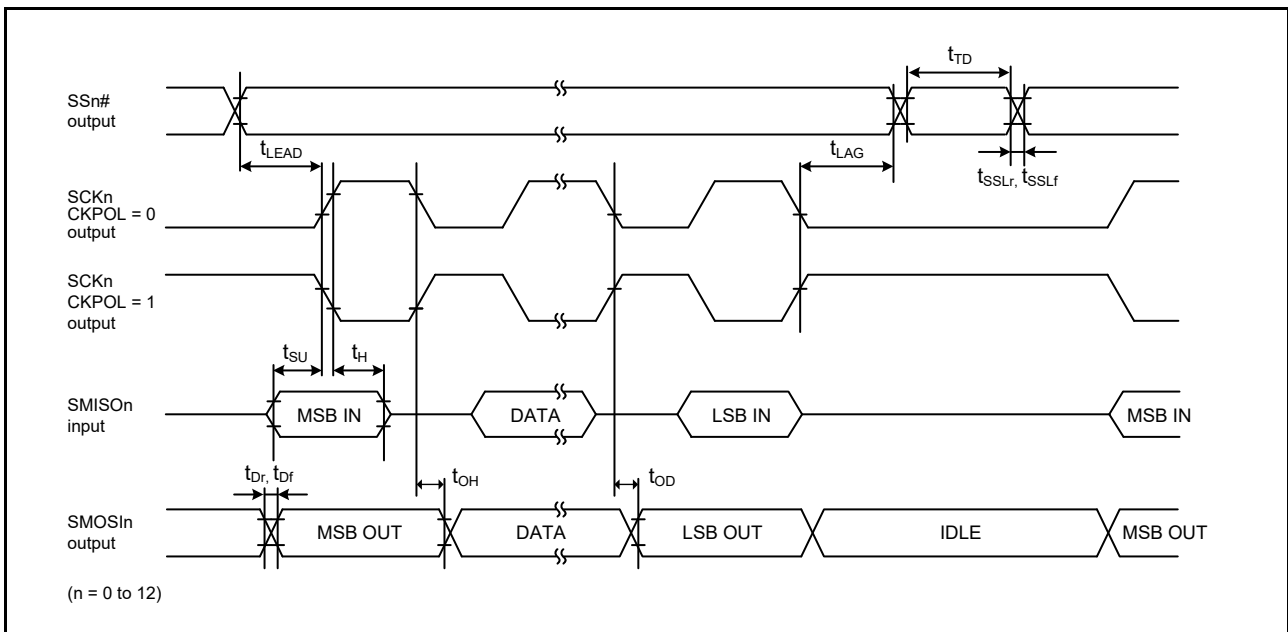 tTD
SSn#
output
tLEAD
tLAG
tSSLr, tSSLf
SCKn
CKPOL = 0
output
SCKn
CKPOL = 1
output
tSU
tH
SMISOn
input
MSB IN
DATA
LSB IN
MSB IN
tDr, tDf
tOH
tOD
SMOSIn
output
MSB OUT
DATA
LSB OUT
IDLE
MSB OUT
(n = 0 to 12)